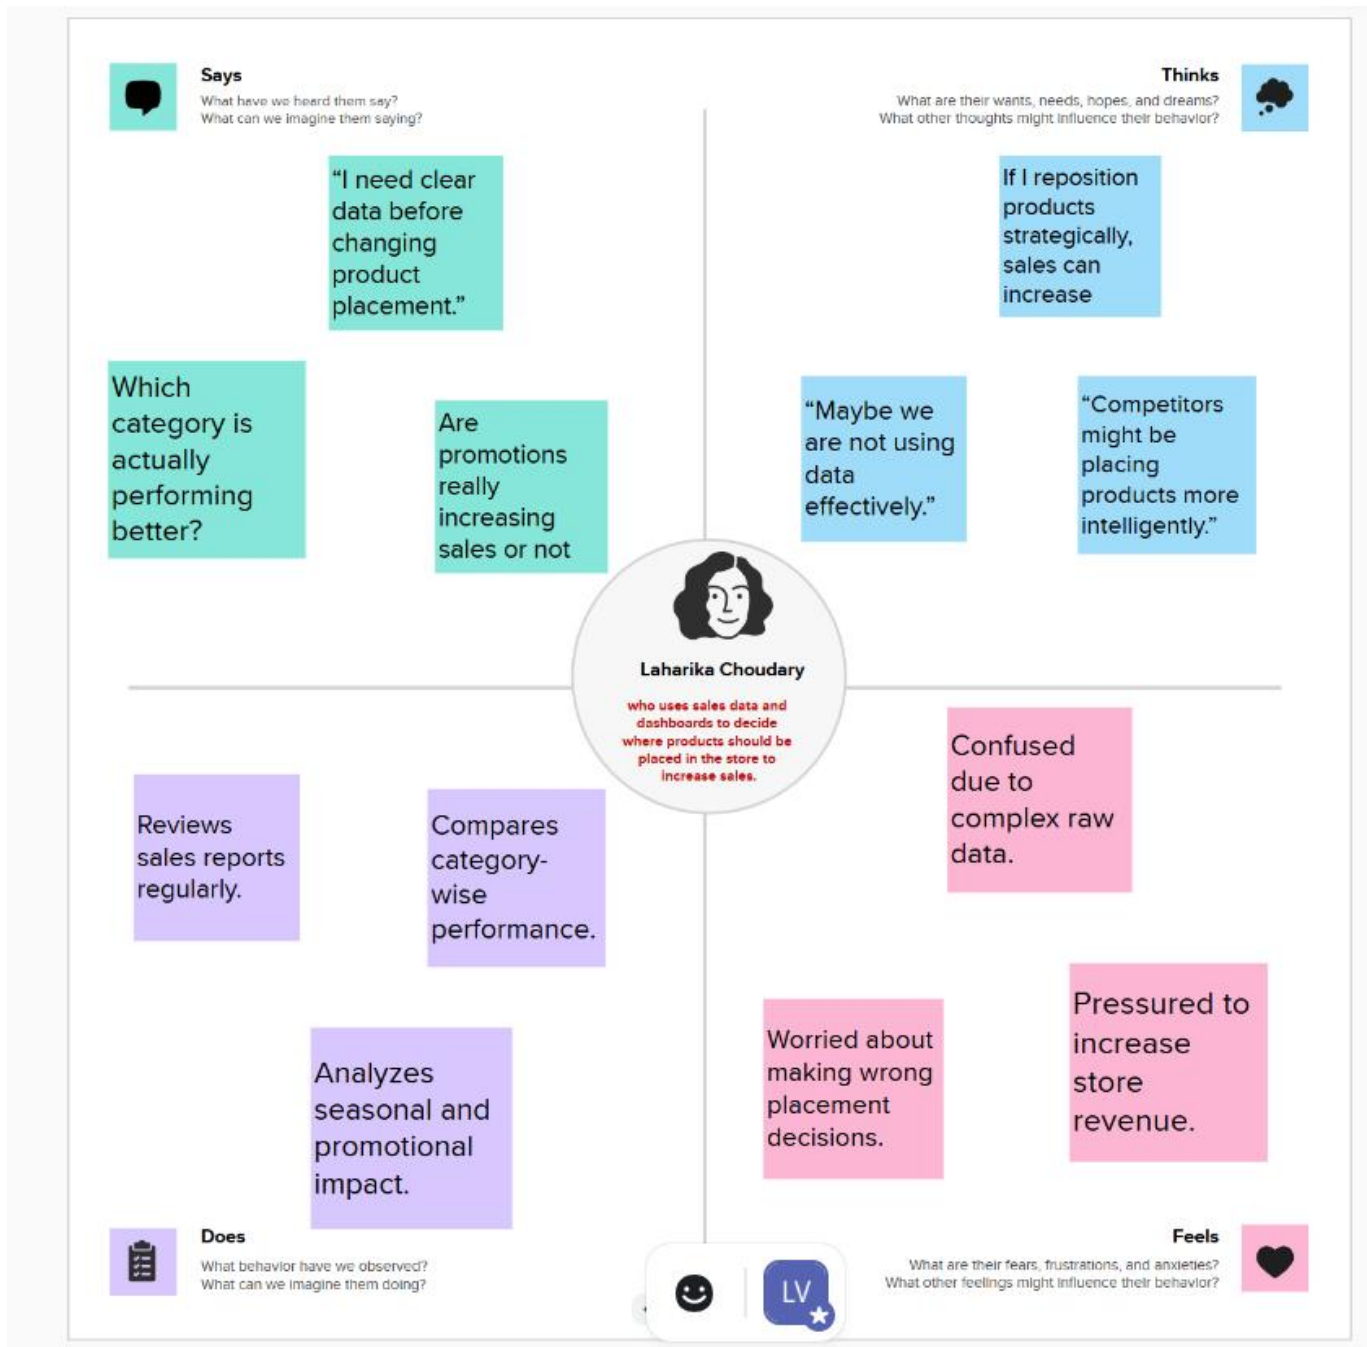 Says
What have we heard them say?
What can we imagine them saying?
Thinks
What are their wants, needs, hopes, and dreams?
What other thoughts might influence their behavior?
“I need clear
data before
changing
product
placement.”
Which
category is
actually
performing
better?
Are
promotions
really
increasing
sales or not
If I reposition
products
strategically,
sales can
increase
“Maybe we
are not using
data
effectively.”
“Competitors
might be
placing
products more
intelligently.”
Laharika Choudary
who uses sales data and
dashboards to decide
where products should be
placed in the store to
increase sales.
Reviews
sales reports
regularly.
Compares
category-
wise
performance.
Analyzes
seasonal and
promotional
impact.
Confused
due to
complex raw
data.
Worried about
making wrong
placement
decisions.
Pressured to
increase
store
revenue.
Does
What behavior have we observed?
What can we imagine them doing?
Feels
What are their fears, frustrations, and anxieties?
What other feelings might influence their behavior?
LV